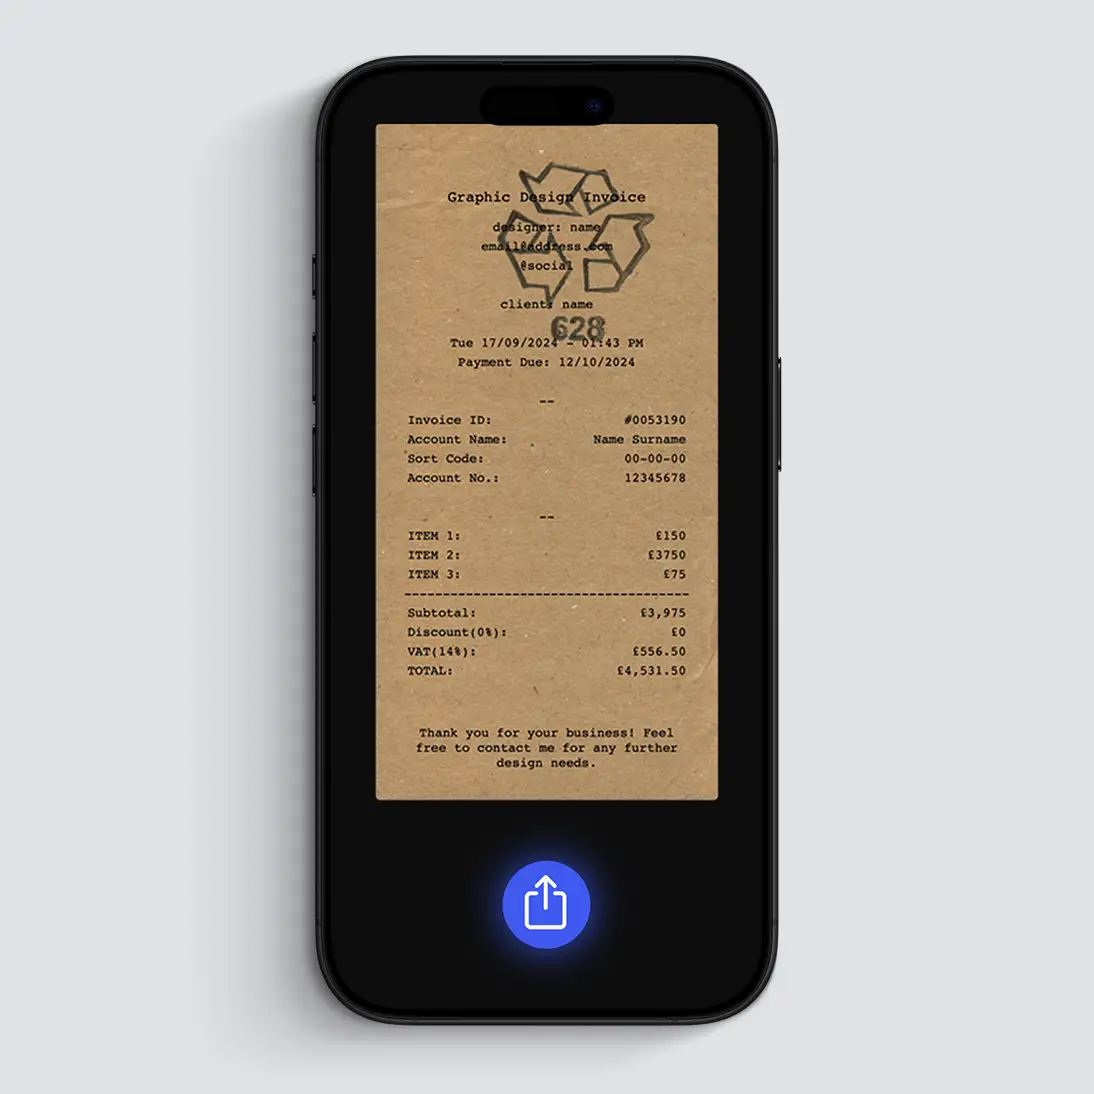 Graphic Design Invoice
designer: name
email@address.com
@social
client: name
628
Tue 17/09/2024 - 01:43 PM
Payment Due: 12/10/2024
--
Invoice ID: #0053190
Account Name: Name Surname
Sort Code: 00-00-00
Account No.: 12345678
--
ITEM 1: £150
ITEM 2: £3750
ITEM 3: £75
-------------------------------------
Subtotal: £3,975
Discount(0%): £0
VAT(14%): £556.50
TOTAL: £4,531.50
Thank you for your business! Feel
free to contact me for any further
design needs.